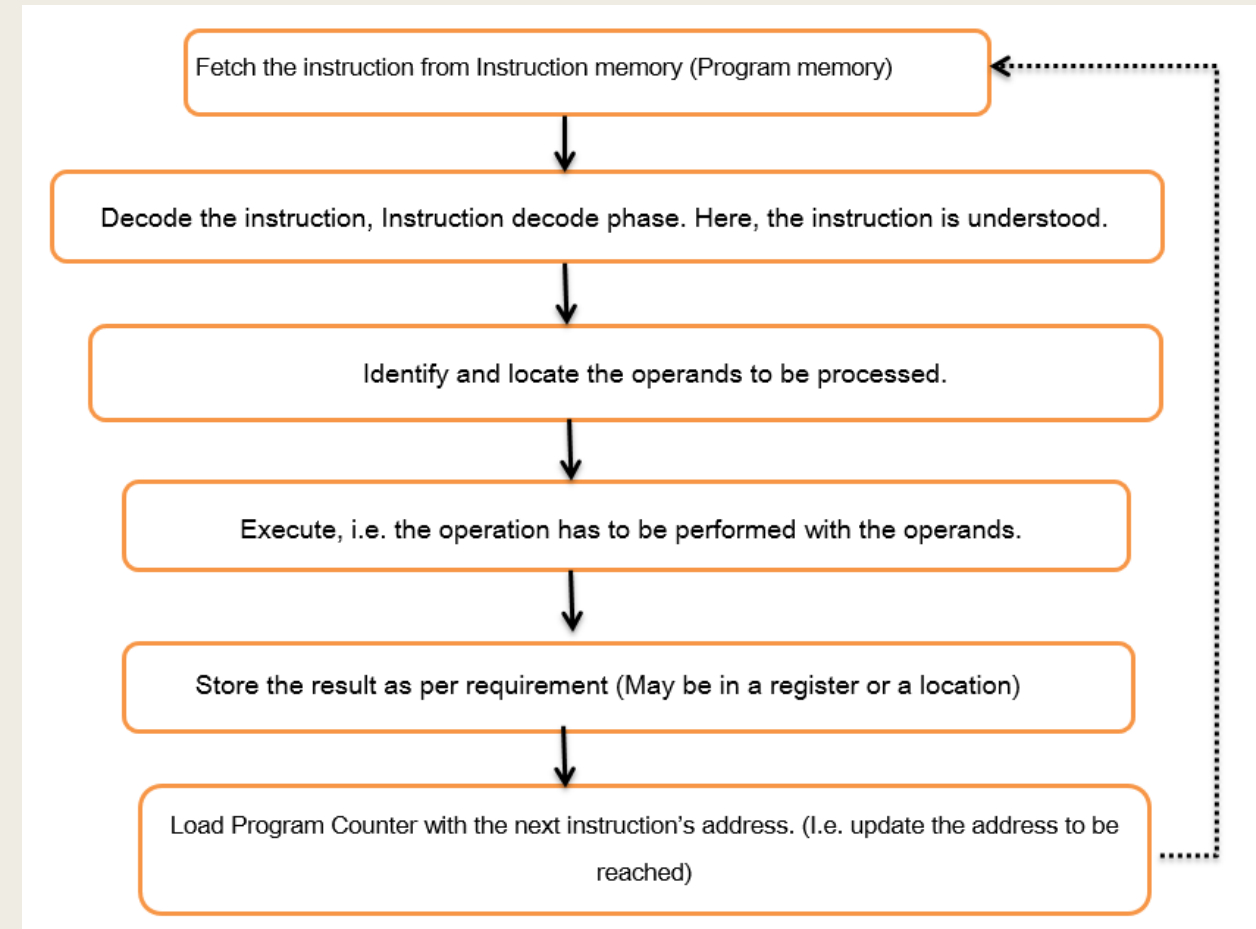 Fetch the instruction from Instruction memory (Program memory)
Decode the instruction, Instruction decode phase. Here, the instruction is understood.
Identify and locate the operands to be processed.
Execute, i.e. the operation has to be performed with the operands.
Store the result as per requirement (May be in a register or a location)
Load Program Counter with the next instruction’s address. (I.e. update the address to be
reached)